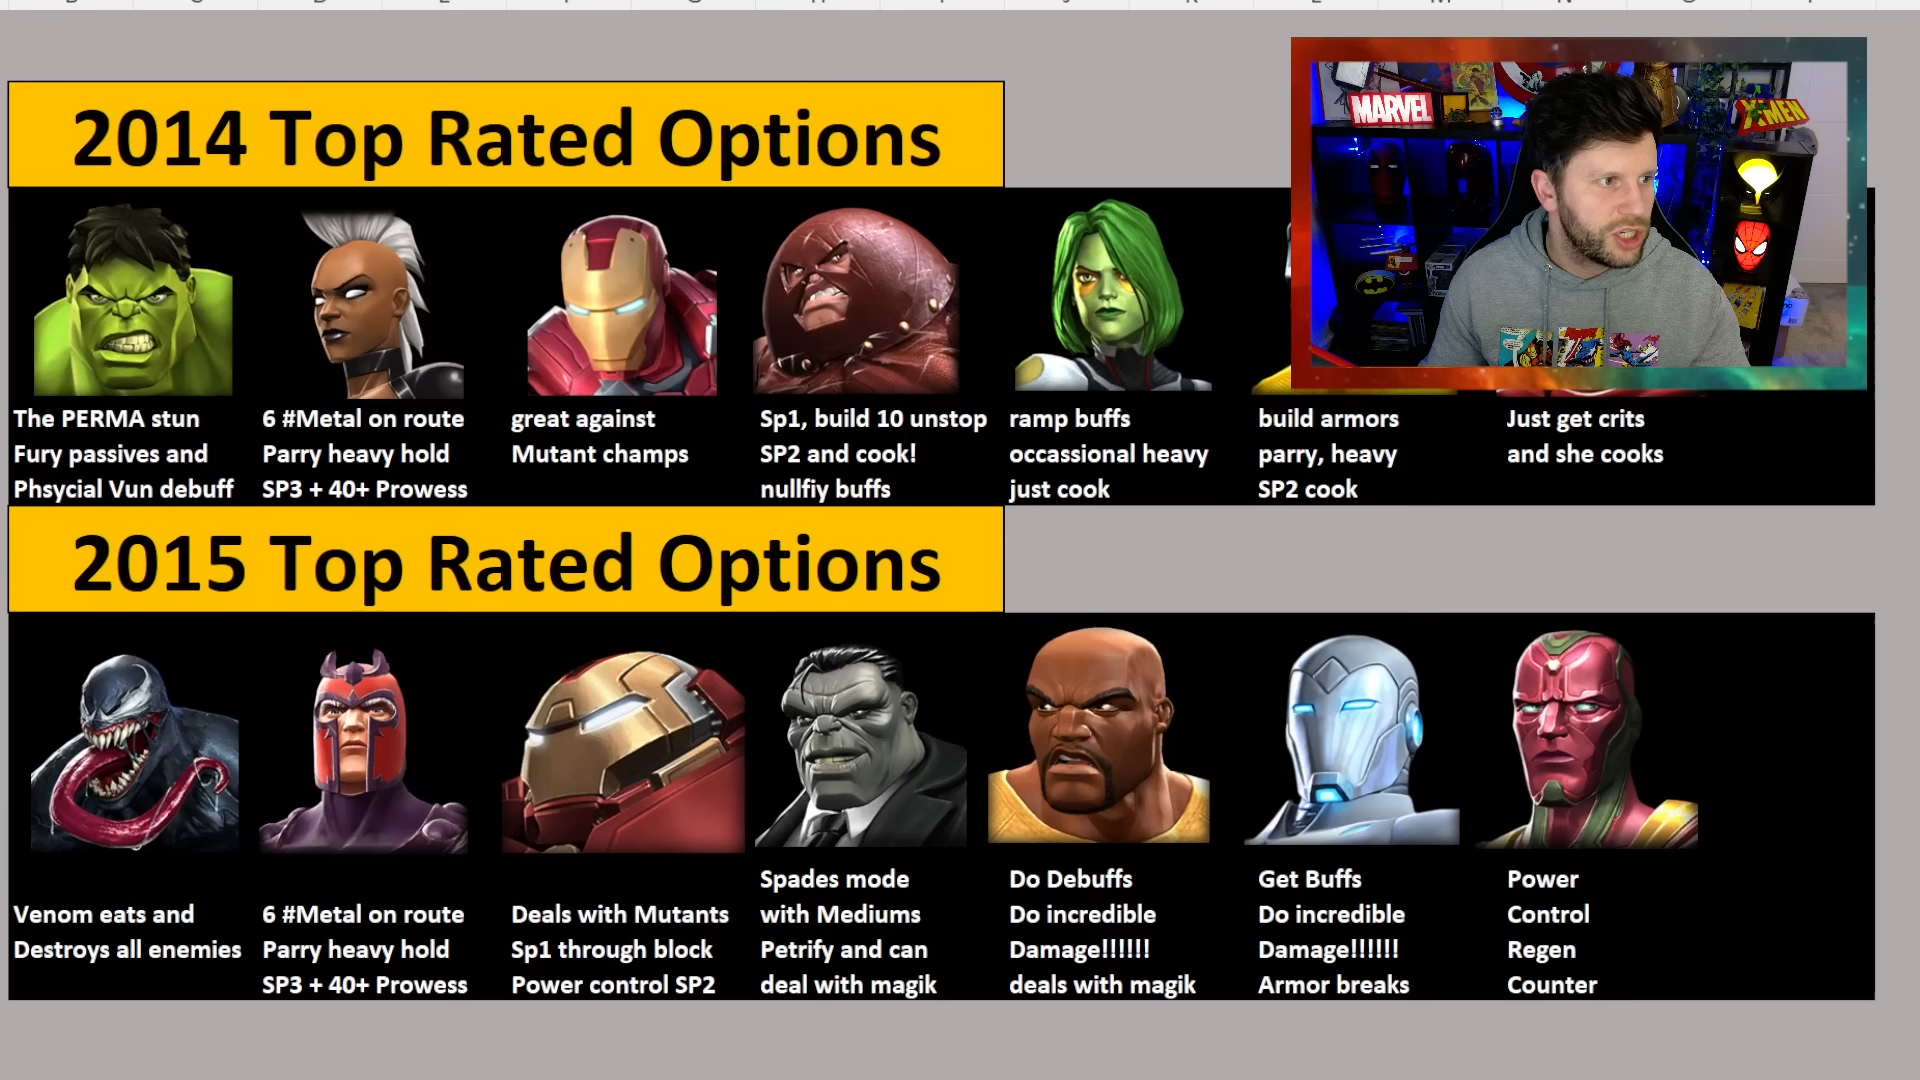 MARVEL
X-MEN
2014 Top Rated Options
The PERMA stun
Fury passives and
Phsycial Vun debuff
6 #Metal on route
Parry heavy hold
SP3 + 40+ Prowess
great against
Mutant champs
Sp1, build 10 unstop
SP2 and cook!
nullfiy buffs
ramp buffs
occassional heavy
just cook
build armors
parry, heavy
SP2 cook
Just get crits
and she cooks
2015 Top Rated Options
Venom eats and
Destroys all enemies
6 #Metal on route
Parry heavy hold
SP3 + 40+ Prowess
Deals with Mutants
Sp1 through block
Power control SP2
Spades mode
with Mediums
Petrify and can
deal with magik
Do Debuffs
Do incredible
Damage!!!!!!
deals with magik
Get Buffs
Do incredible
Damage!!!!!!
Armor breaks
Power
Control
Regen
Counter